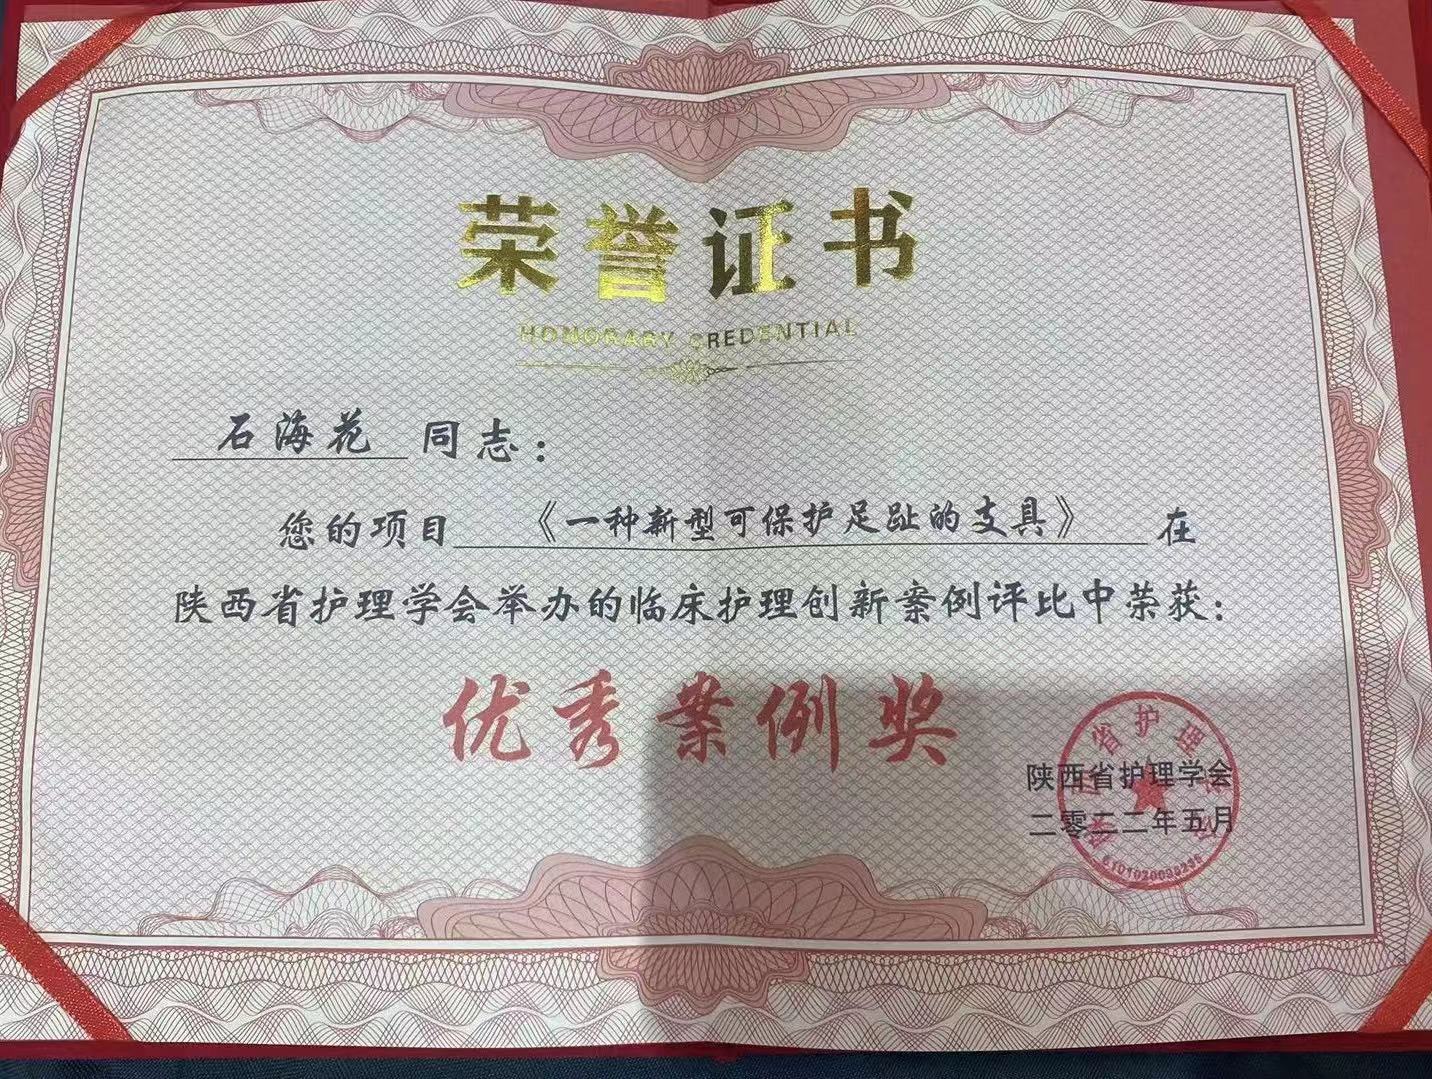 荣誉证书
HONORARY CREDENTIAL
石海花 同志：
您的项目 《一种新型可保护足趾的支具》 在
陕西省护理学会举办的临床护理创新案例评比中荣获：
优秀案例奖
陕西省护理学会
二零二二年五月